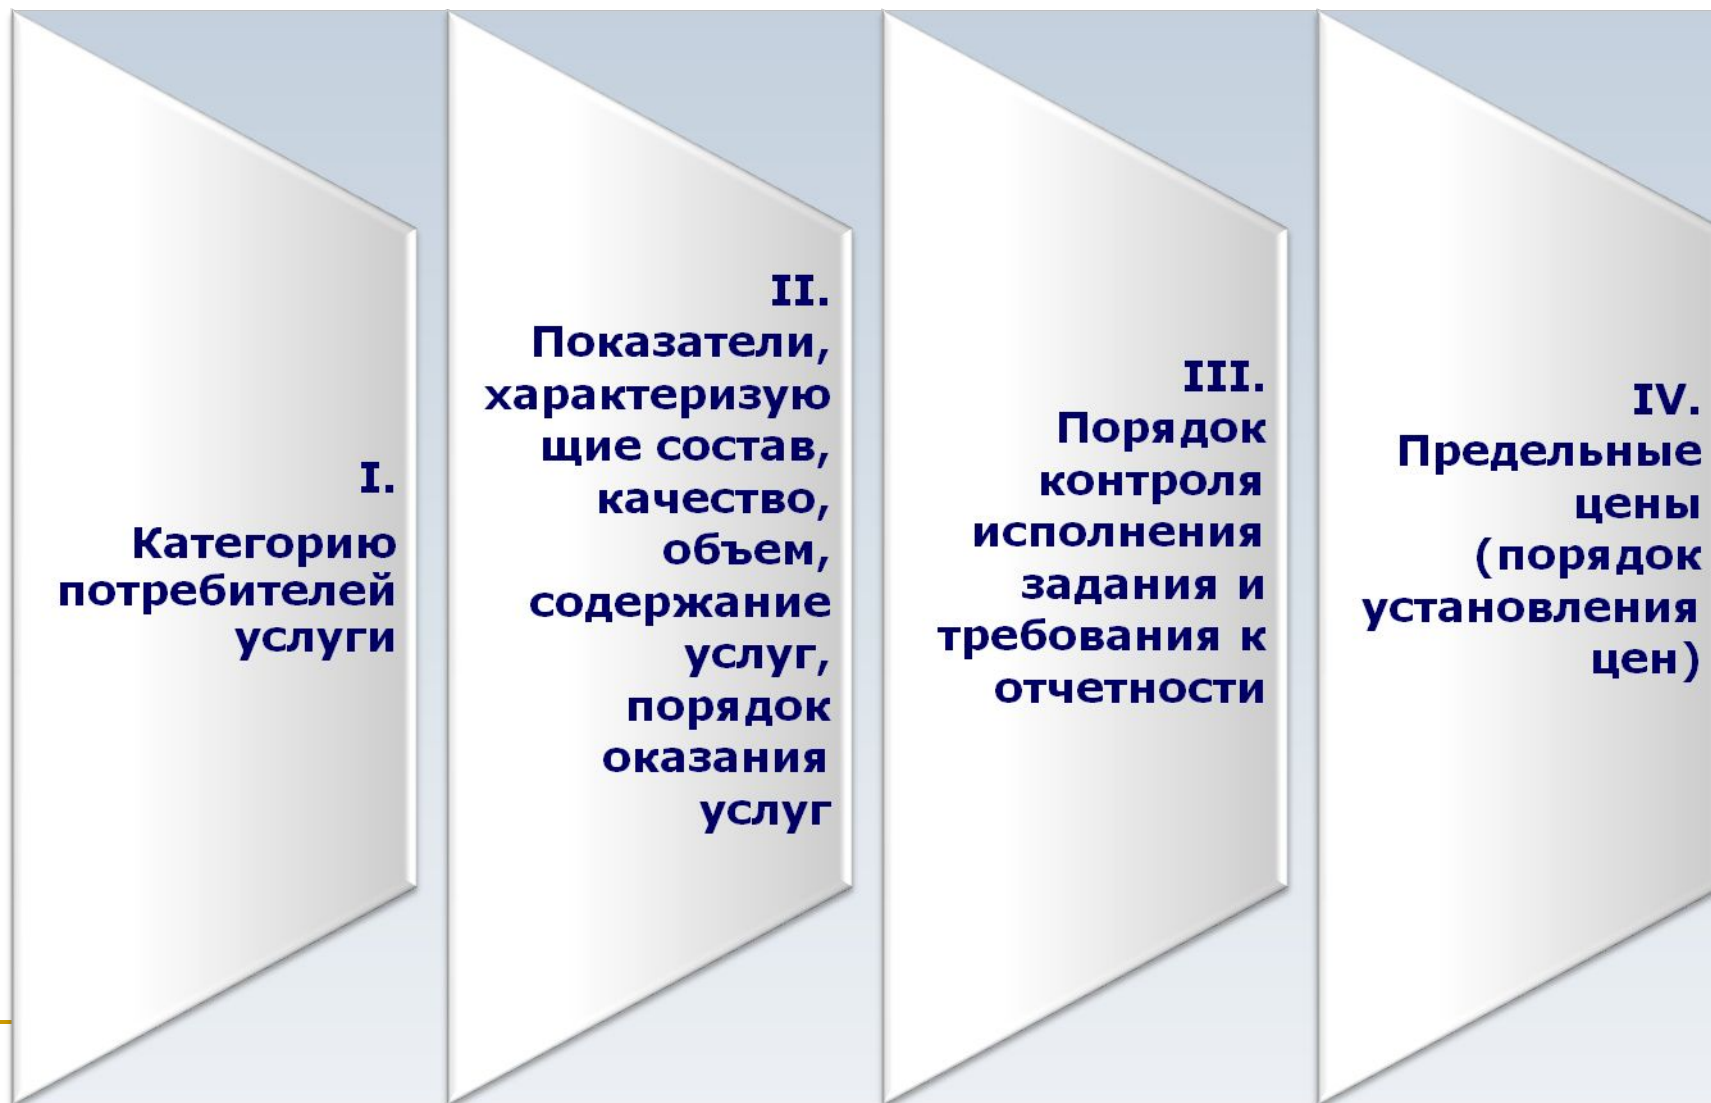 I.
Категорию
потребителей
услуги
II.
Показатели,
характеризую
щие состав,
качество,
объем,
содержание
услуг,
порядок
оказания
услуг
III.
Порядок
контроля
исполнения
задания и
требования к
отчетности
IV.
Предельные
цены
(порядок
установления
цен)